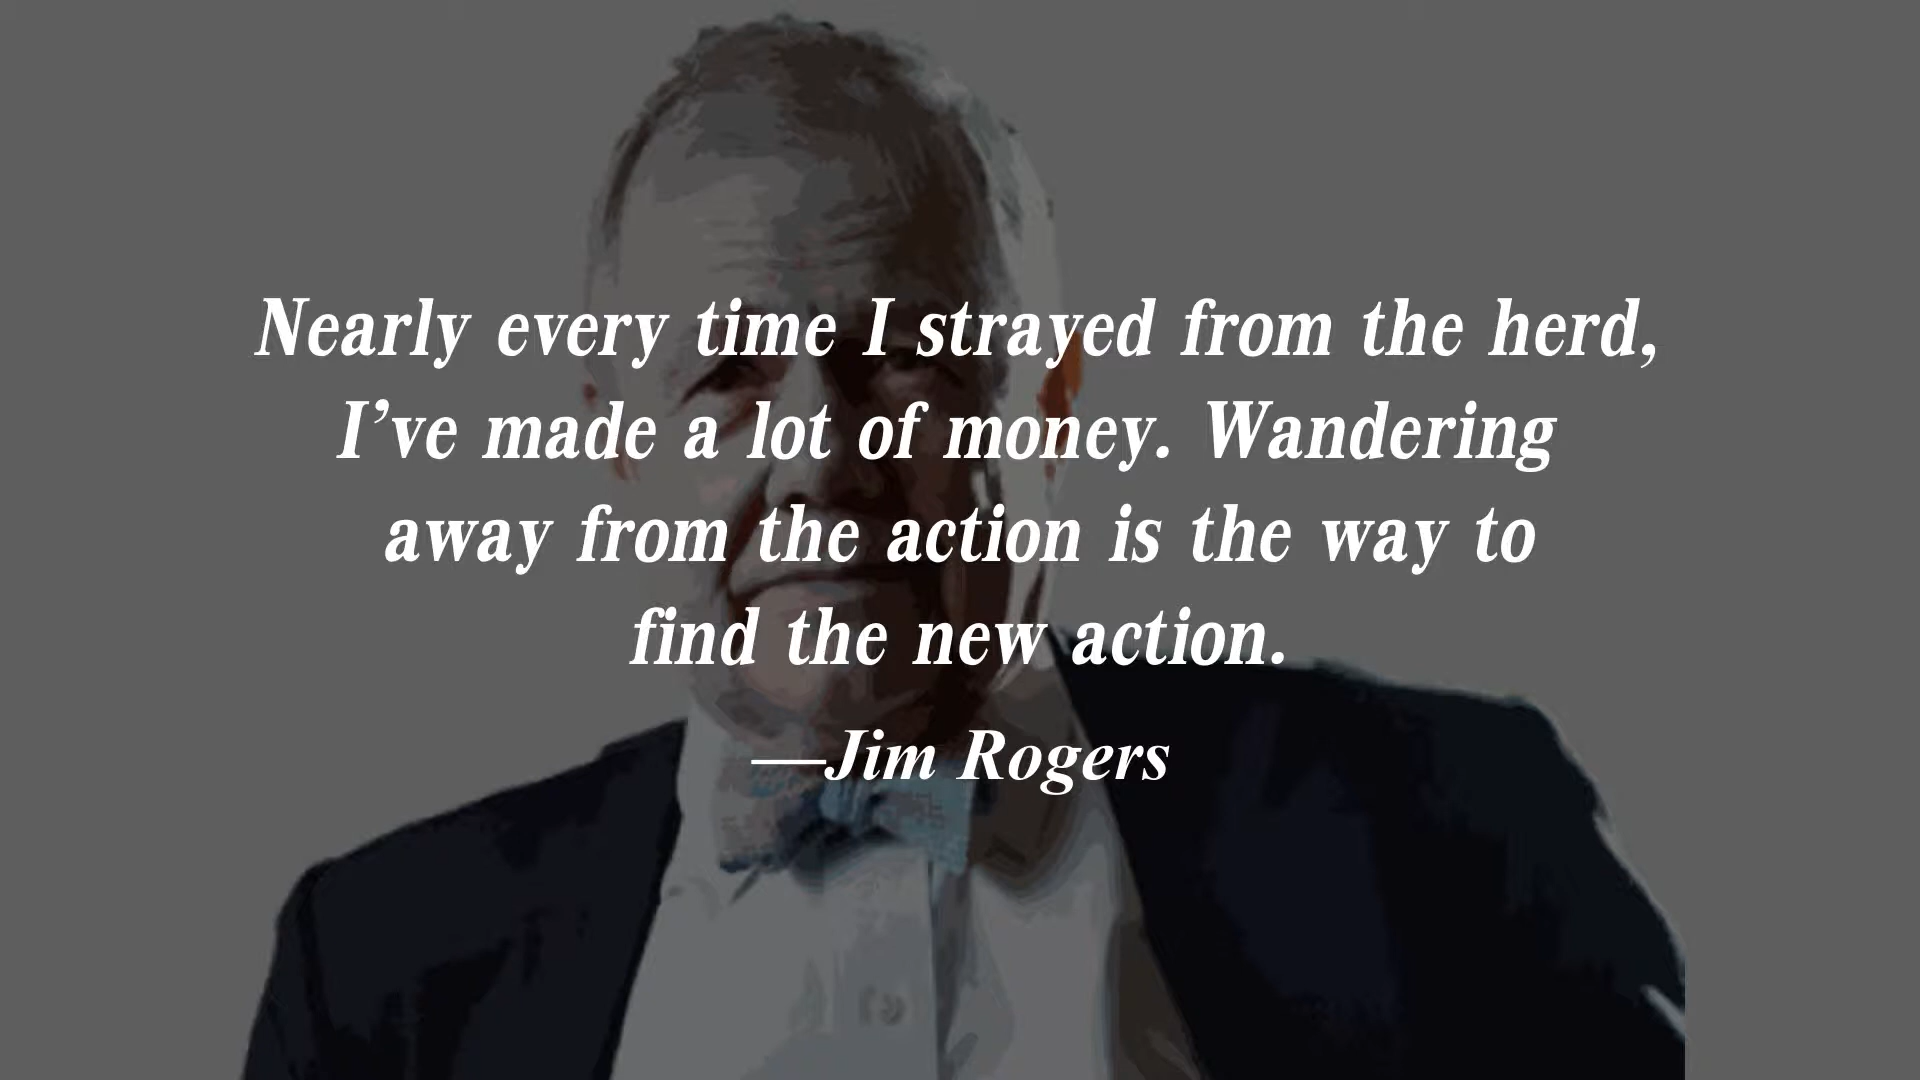 Nearly every time I strayed from the herd,
I’ve made a lot of money. Wandering
away from the action is the way to
find the new action.
—Jim Rogers